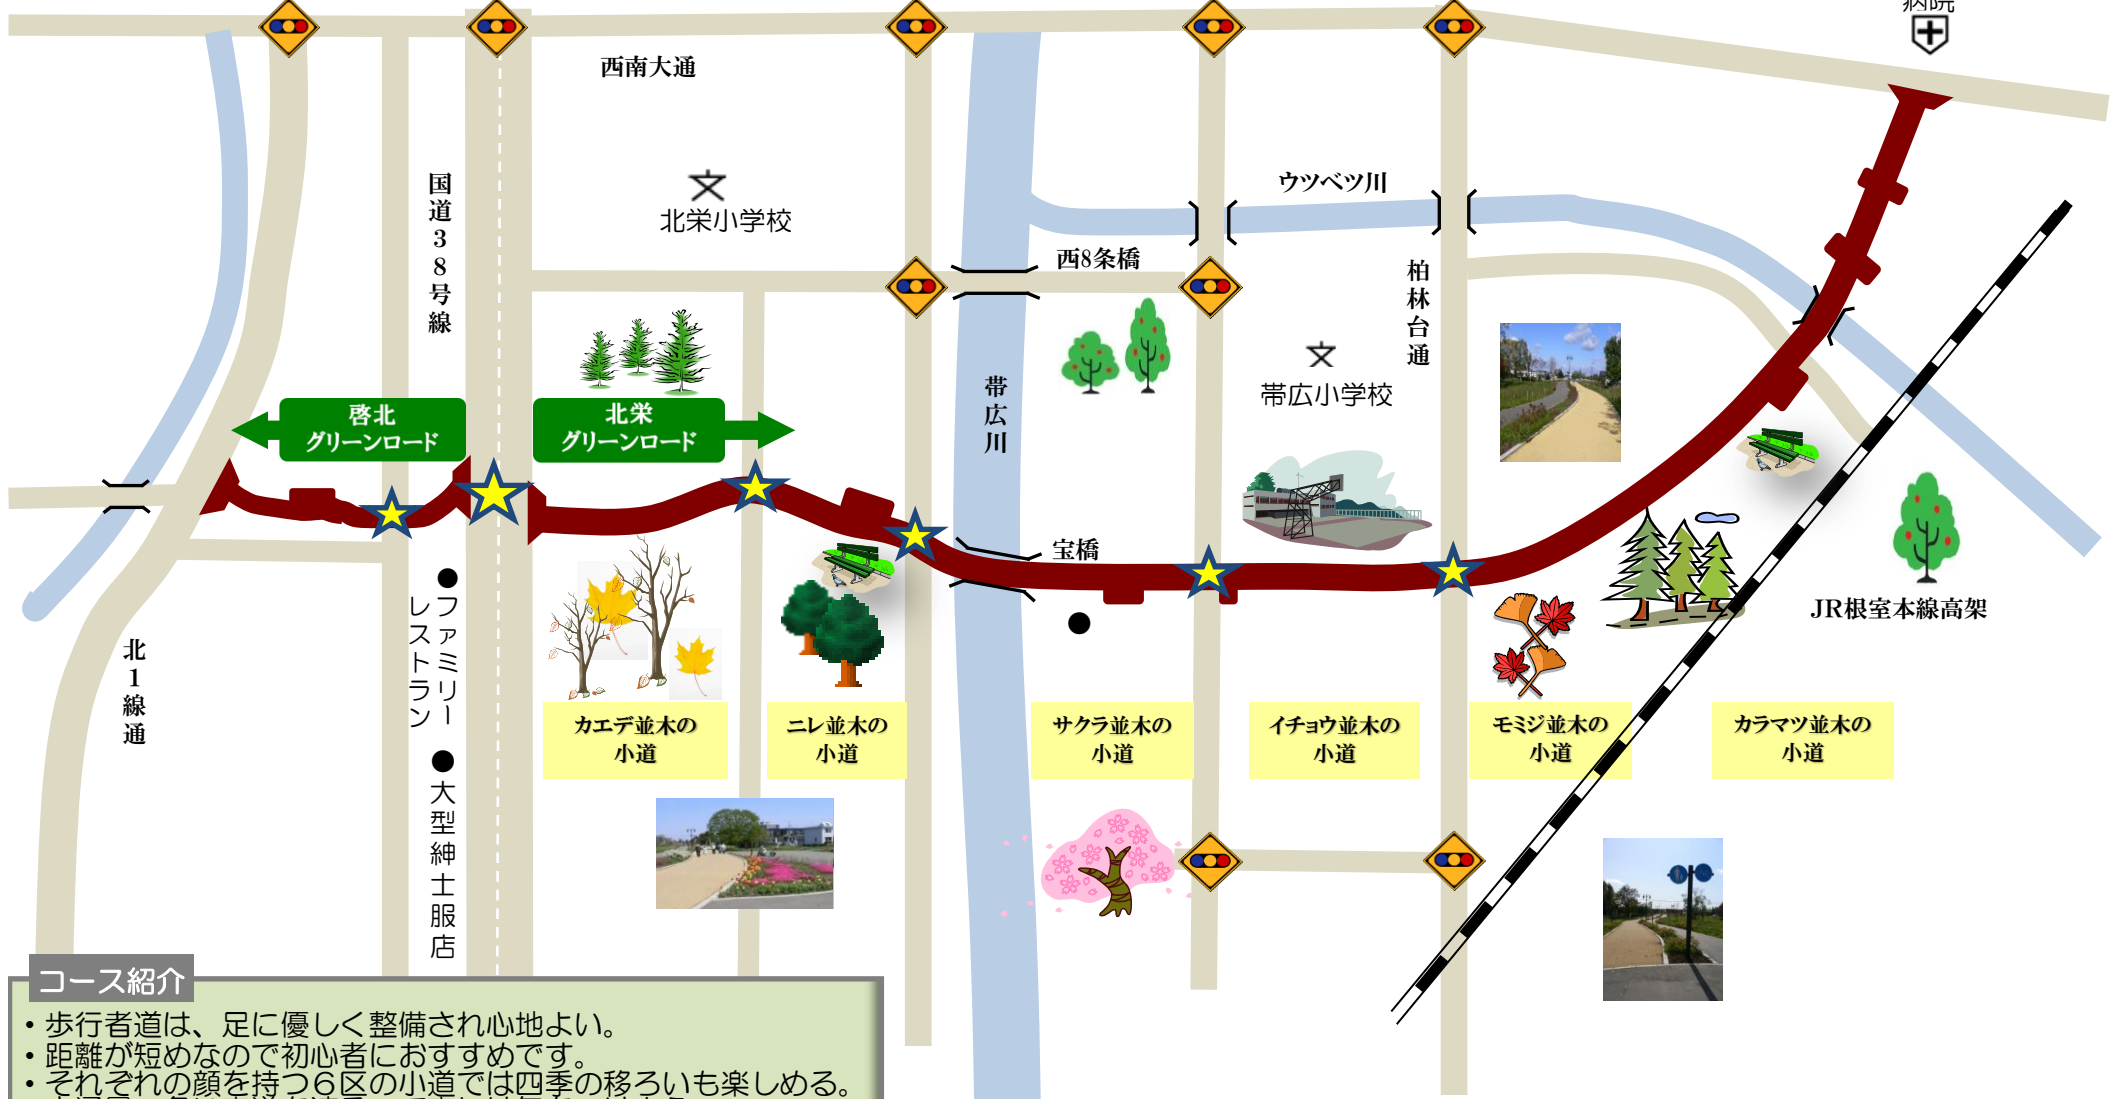 病院
西南大通
国道38号線
北栄小学校
ウツベツ川
西8条橋
柏林台通
帯広小学校
帯広川
啓北
グリーンロード
北栄
グリーンロード
宝橋
JR根室本線高架
●ファミリー
レストラン
北1線通
●大型紳士服店
カエデ並木の
小道
ニレ並木の
小道
サクラ並木の
小道
イチョウ並木の
小道
モミジ並木の
小道
カラマツ並木の
小道
コース紹介
・歩行者道は、足に優しく整備され心地よい。
・距離が短めなので初心者におすすめです。
・それぞれの顔を持つ6区の小道では四季の移ろいも楽しめる。